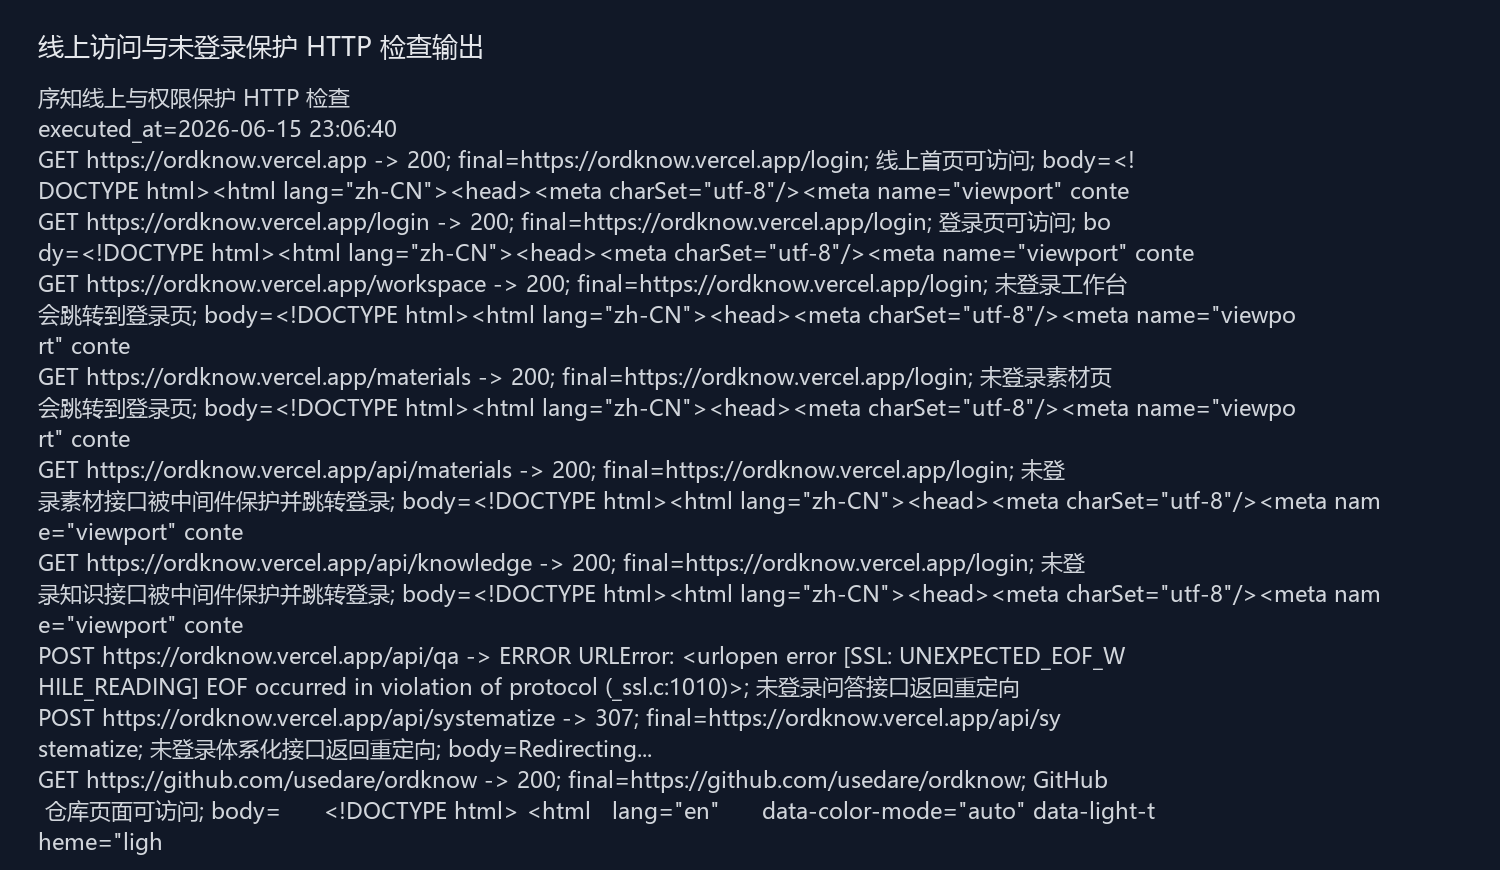 线上访问与未登录保护 HTTP 检查输出
序知线上与权限保护 HTTP 检查
executed_at=2026-06-15 23:06:40
GET https://ordknow.vercel.app -> 200; final=https://ordknow.vercel.app/login; 线上首页可访问; body=<!
DOCTYPE html><html lang="zh-CN"><head><meta charSet="utf-8"/><meta name="viewport" conte
GET https://ordknow.vercel.app/login -> 200; final=https://ordknow.vercel.app/login; 登录页可访问; bo
dy=<!DOCTYPE html><html lang="zh-CN"><head><meta charSet="utf-8"/><meta name="viewport" conte
GET https://ordknow.vercel.app/workspace -> 200; final=https://ordknow.vercel.app/login; 未登录工作台
会跳转到登录页; body=<!DOCTYPE html><html lang="zh-CN"><head><meta charSet="utf-8"/><meta name="viewpo
rt" conte
GET https://ordknow.vercel.app/materials -> 200; final=https://ordknow.vercel.app/login; 未登录素材页
会跳转到登录页; body=<!DOCTYPE html><html lang="zh-CN"><head><meta charSet="utf-8"/><meta name="viewpo
rt" conte
GET https://ordknow.vercel.app/api/materials -> 200; final=https://ordknow.vercel.app/login; 未登
录素材接口被中间件保护并跳转登录; body=<!DOCTYPE html><html lang="zh-CN"><head><meta charSet="utf-8"/><meta nam
e="viewport" conte
GET https://ordknow.vercel.app/api/knowledge -> 200; final=https://ordknow.vercel.app/login; 未登
录知识接口被中间件保护并跳转登录; body=<!DOCTYPE html><html lang="zh-CN"><head><meta charSet="utf-8"/><meta nam
e="viewport" conte
POST https://ordknow.vercel.app/api/qa -> ERROR URLError: <urlopen error [SSL: UNEXPECTED_EOF_W
HILE_READING] EOF occurred in violation of protocol (_ssl.c:1010)>; 未登录问答接口返回重定向
POST https://ordknow.vercel.app/api/systematize -> 307; final=https://ordknow.vercel.app/api/sy
stematize; 未登录体系化接口返回重定向; body=Redirecting...
GET https://github.com/usedare/ordknow -> 200; final=https://github.com/usedare/ordknow; GitHub
仓库页面可访问; body= <!DOCTYPE html> <html lang="en" data-color-mode="auto" data-light-t
heme="ligh